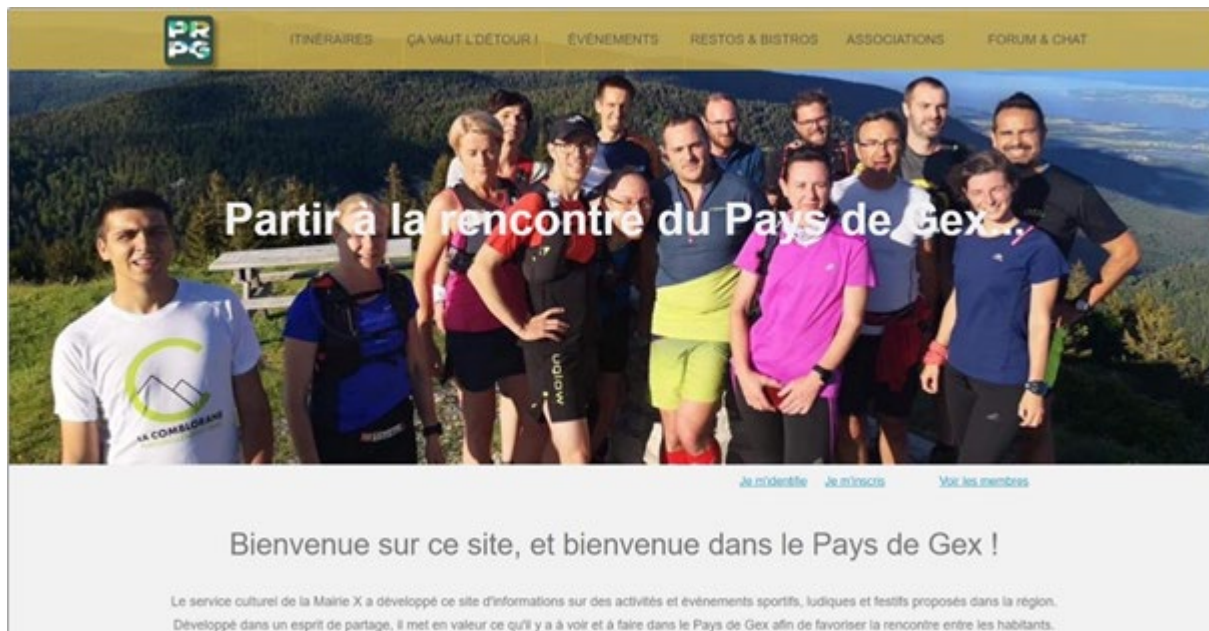 PR
PG
ITINÉRAIRES ÇA VAUT L'DÉTOUR ! ÉVÉNEMENTS RESTOS & BISTROS ASSOCIATIONS FORUM & CHAT
Partir à la rencontre du Pays de Gex...
LA COMBLORANE
uglow
Je m'identifie Je m'inscris Voir les membres
Bienvenue sur ce site, et bienvenue dans le Pays de Gex !
Le service culturel de la Mairie X a développé ce site d'informations sur des activités et événements sportifs, ludiques et festifs proposés dans la région.
Développé dans un esprit de partage, il met en valeur ce qu'il y a à voir et à faire dans le Pays de Gex afin de favoriser la rencontre entre les habitants.